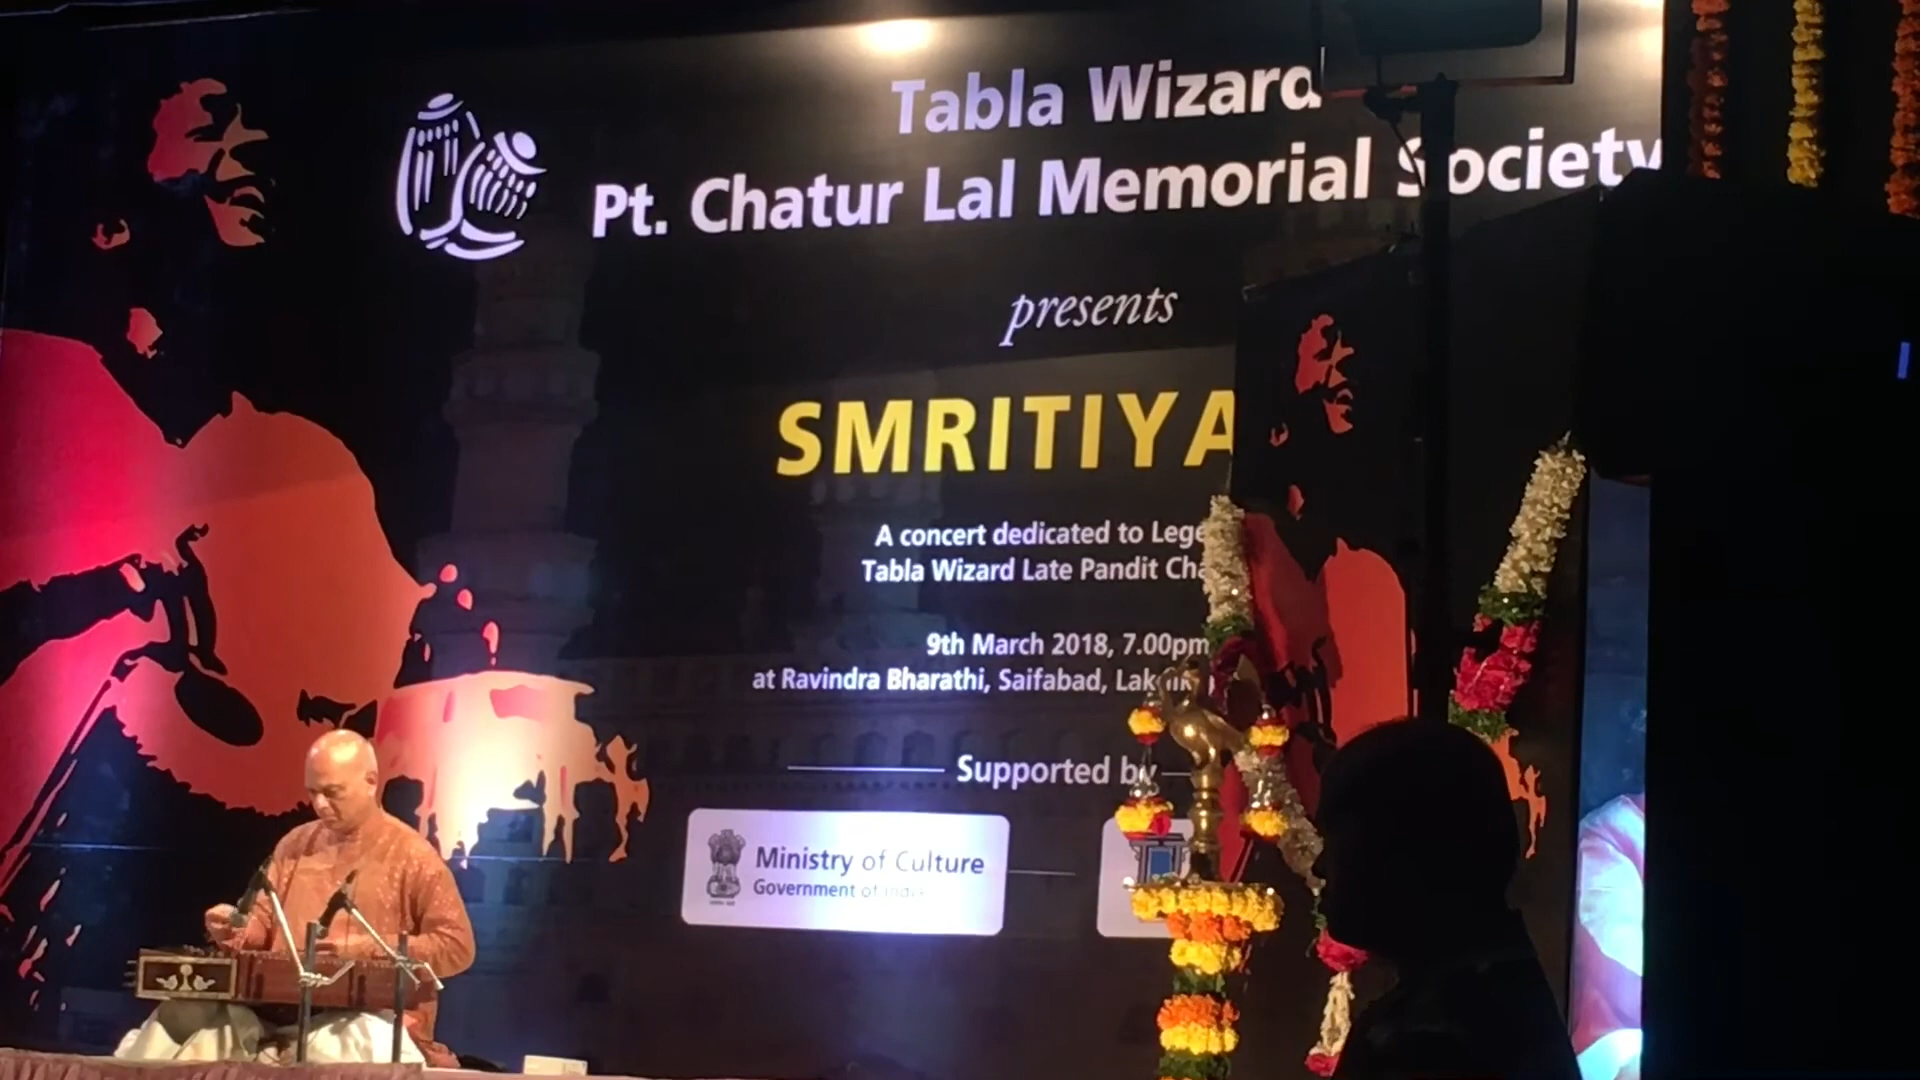 Tabla Wizard
Pt. Chatur Lal Memorial Society
presents
SMRITIYA
A concert dedicated to Lege
Tabla Wizard Late Pandit Cha
9th March 2018, 7.00pm
at Ravindra Bharathi, Saifabad, Lak
Supported by
Ministry of Culture
Government of India